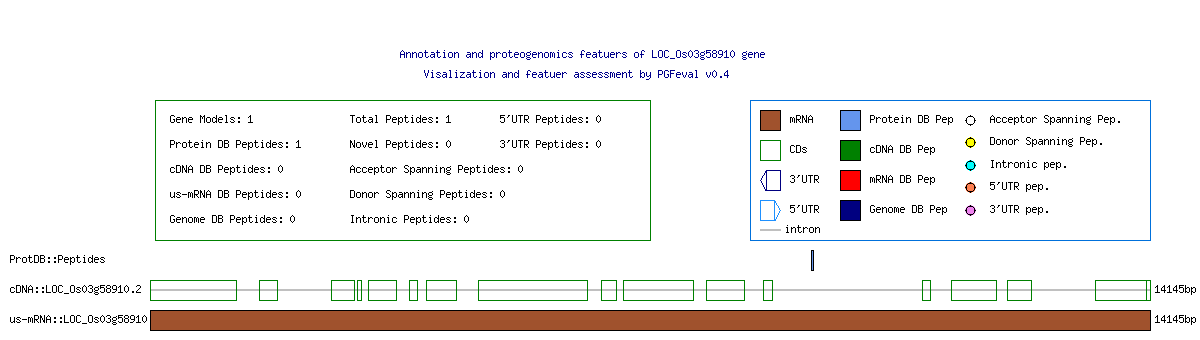 Annotation and proteogenomics featuers of LOC_Os03g58910 gene
Visalization and featuer assessment by PGFeval v0.4
Gene Models: 1 Total Peptides: 1 5'UTR Peptides: 0
Protein DB Peptides: 1 Novel Peptides: 0 3'UTR Peptides: 0
cDNA DB Peptides: 0 Acceptor Spanning Peptides: 0
us-mRNA DB Peptides: 0 Donor Spanning Peptides: 0
Genome DB Peptides: 0 Intronic Peptides: 0
mRNA Protein DB Pep Acceptor Spanning Pep.
CDs cDNA DB Pep Donor Spanning Pep.
3'UTR mRNA DB Pep Intronic pep.
5'UTR Genome DB Pep 5'UTR pep.
intron 3'UTR pep.
ProtDB::Peptides
cDNA::LOC_Os03g58910.2 14145bp
us-mRNA::LOC_Os03g58910 14145bp